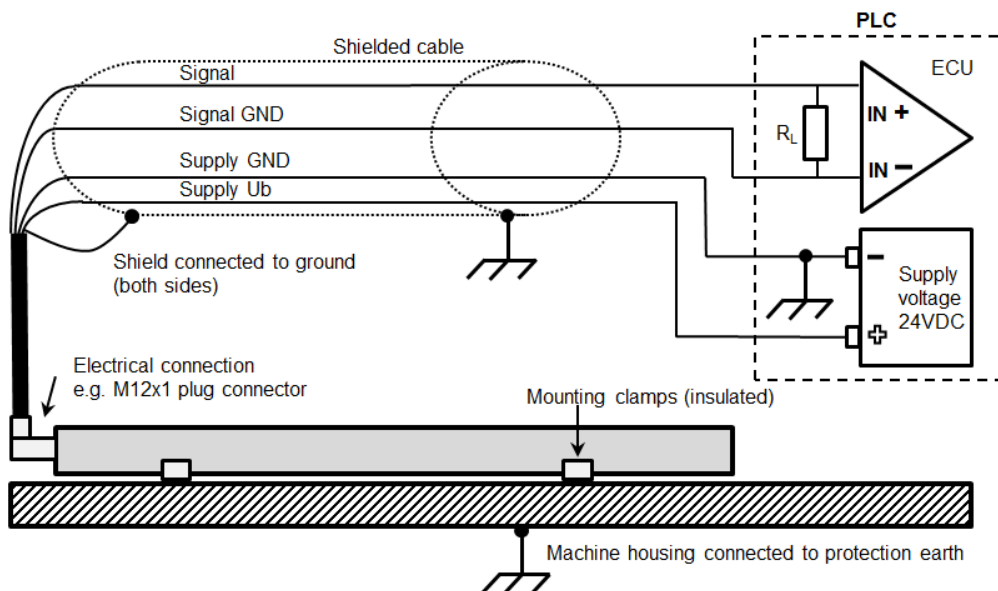 PLC
Shielded cable
ECU
Signal
IN +
Signal GND
RL
IN −
Supply GND
Supply Ub
Shield connected to ground
(both sides)
−
Supply
voltage
24VDC
+
Electrical connection
e.g. M12x1 plug connector
Mounting clamps (insulated)
Machine housing connected to protection earth